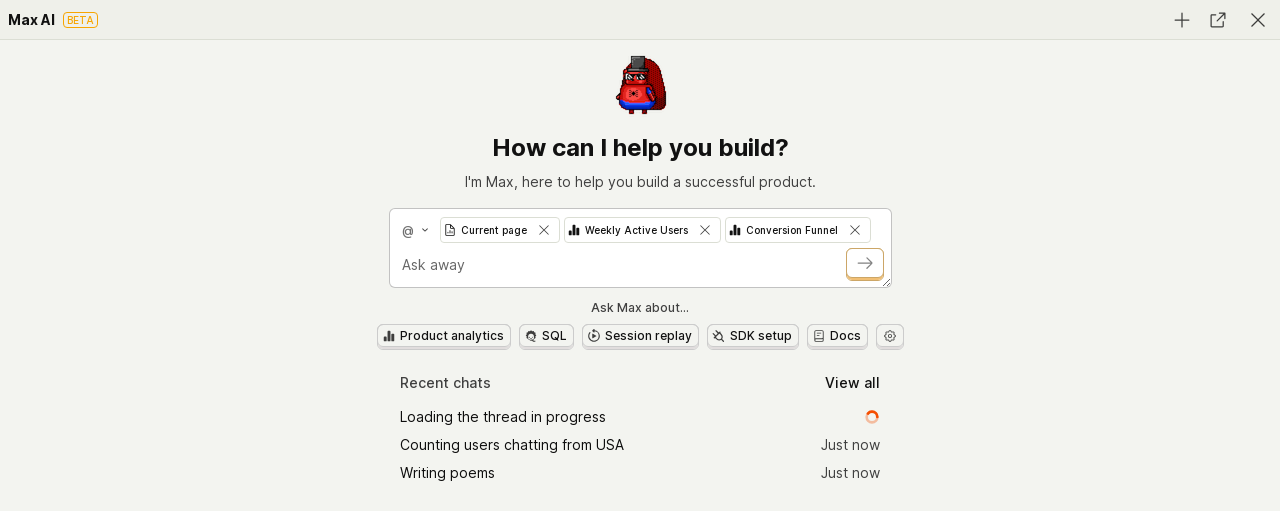 Max AI BETA
How can I help you build?
I'm Max, here to help you build a successful product.
@ Current page Weekly Active Users Conversion Funnel
Ask away
Ask Max about...
Product analytics SQL Session replay SDK setup Docs
Recent chats View all
Loading the thread in progress
Counting users chatting from USA Just now
Writing poems Just now